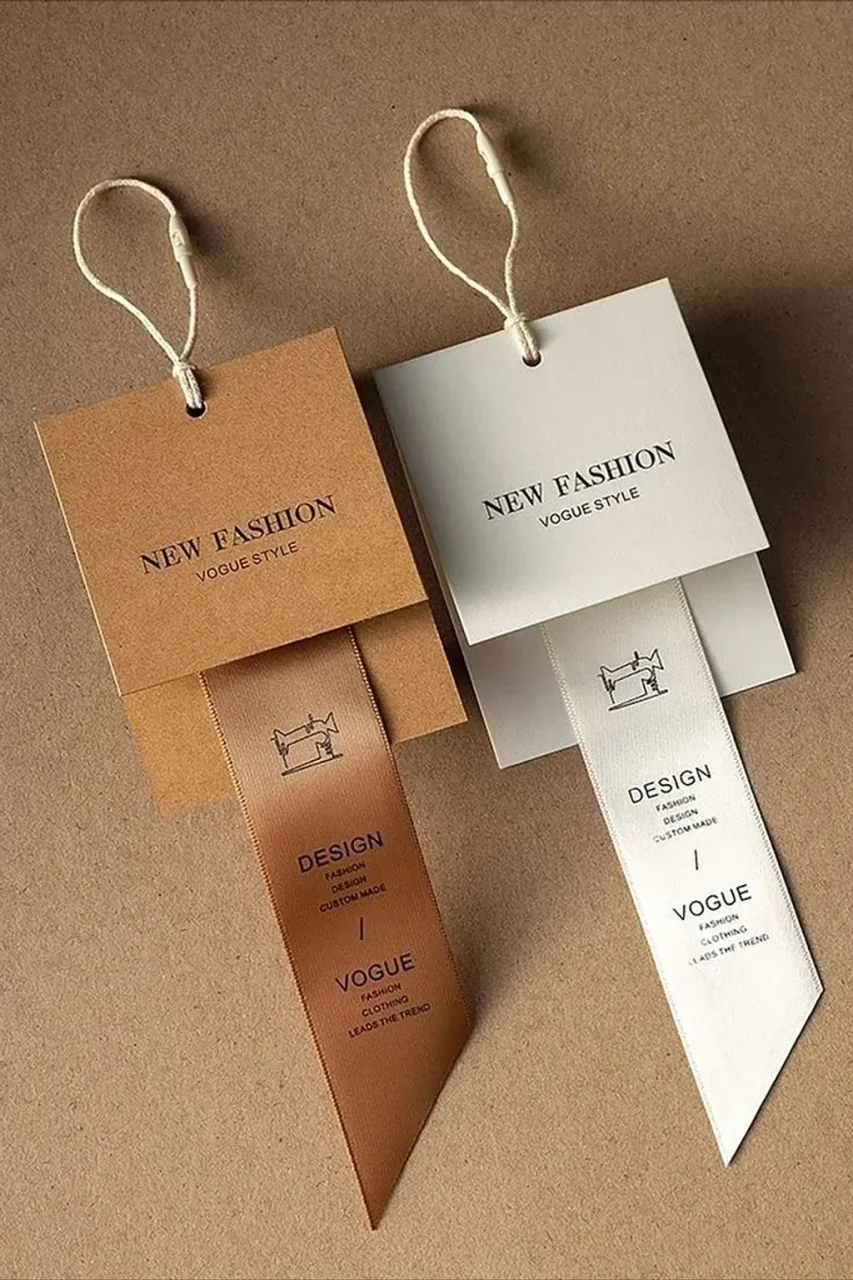 NEW FASHION
VOGUE STYLE
DESIGN
FASHION
DESIGN
CUSTOM MADE
/
VOGUE
FASHION
CLOTHING
LEADS THE TREND
NEW FASHION
VOGUE STYLE
DESIGN
FASHION
DESIGN
CUSTOM MADE
/
VOGUE
FASHION
CLOTHING
LEADS THE TREND